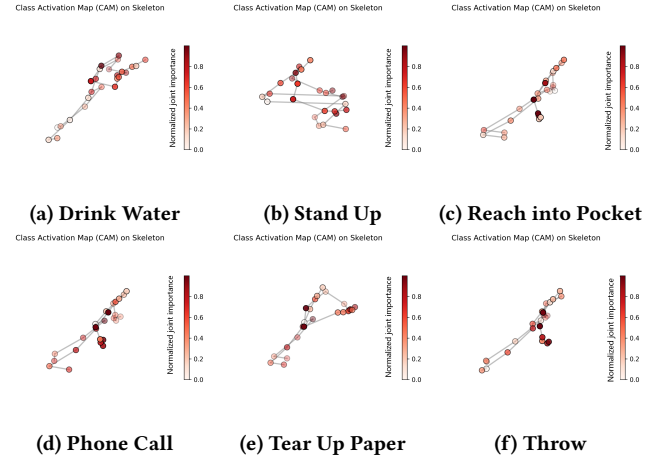 Class Activation Map (CAM) on Skeleton
Class Activation Map (CAM) on Skeleton
Class Activation Map (CAM) on Skeleton
Normalized joint importance
0.8
0.6
0.4
0.2
0.0
Normalized joint importance
0.8
0.6
0.4
0.2
0.0
Normalized joint importance
0.8
0.6
0.4
0.2
0.0
(a) Drink Water
(b) Stand Up
(c) Reach into Pocket
Class Activation Map (CAM) on Skeleton
Class Activation Map (CAM) on Skeleton
Class Activation Map (CAM) on Skeleton
Normalized joint importance
0.8
0.6
0.4
0.2
0.0
Normalized joint importance
0.8
0.6
0.4
0.2
0.0
Normalized joint importance
0.8
0.6
0.4
0.2
0.0
(d) Phone Call
(e) Tear Up Paper
(f) Throw